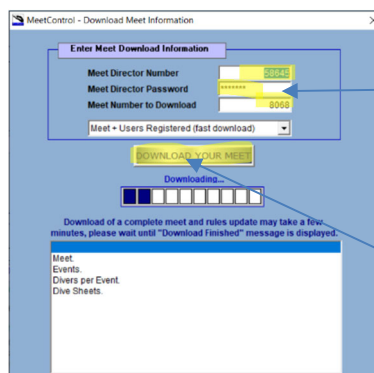 MeetControl - Download Meet Information
Enter Meet Download Information
Meet Director Number 58645
Meet Director Password *******
Meet Number to Download 8068
Meet + Users Registered (fast download)
DOWNLOAD YOUR MEET
Downloading...
Download of a complete meet and rules update may take a few
minutes, please wait until "Download Finished" message is displayed.
Meet.
Events.
Divers per Event.
Dive Sheets.